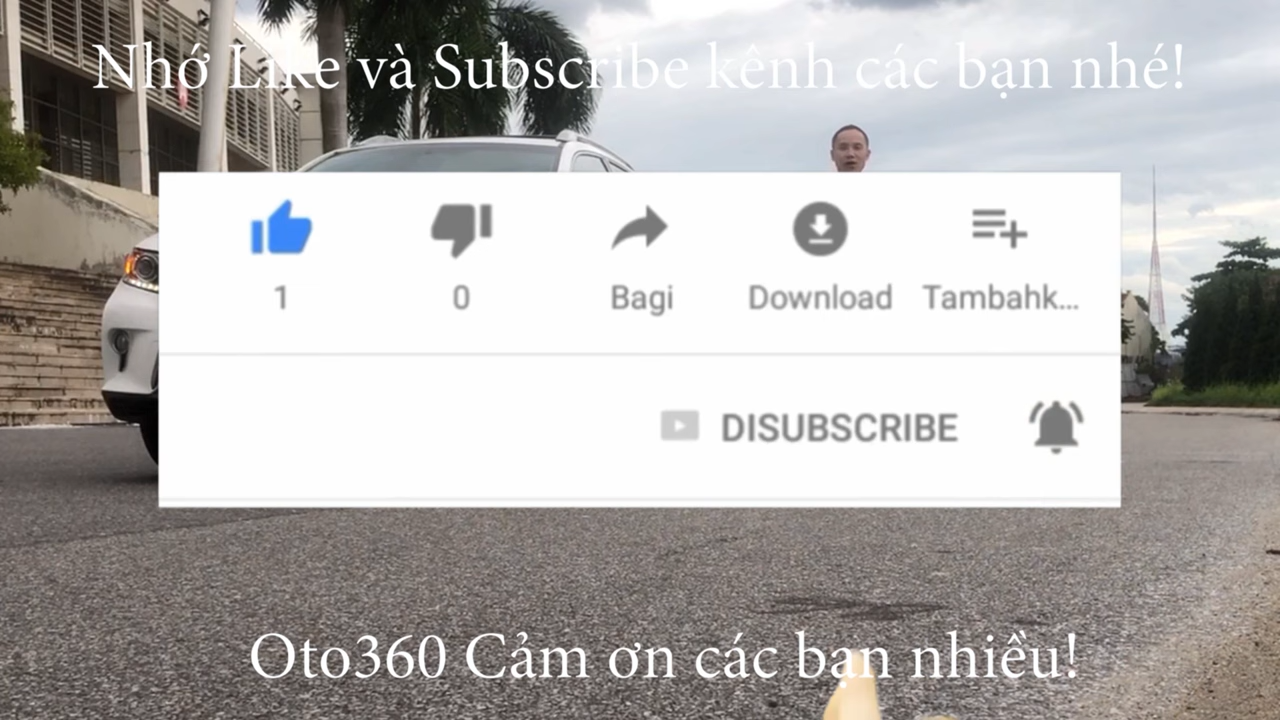 Nhớ Like và Subscribe kênh các bạn nhé!
1
0
Bagi
Download
Tambahk...
DISUBSCRIBE
Oto360 Cảm ơn các bạn nhiều!